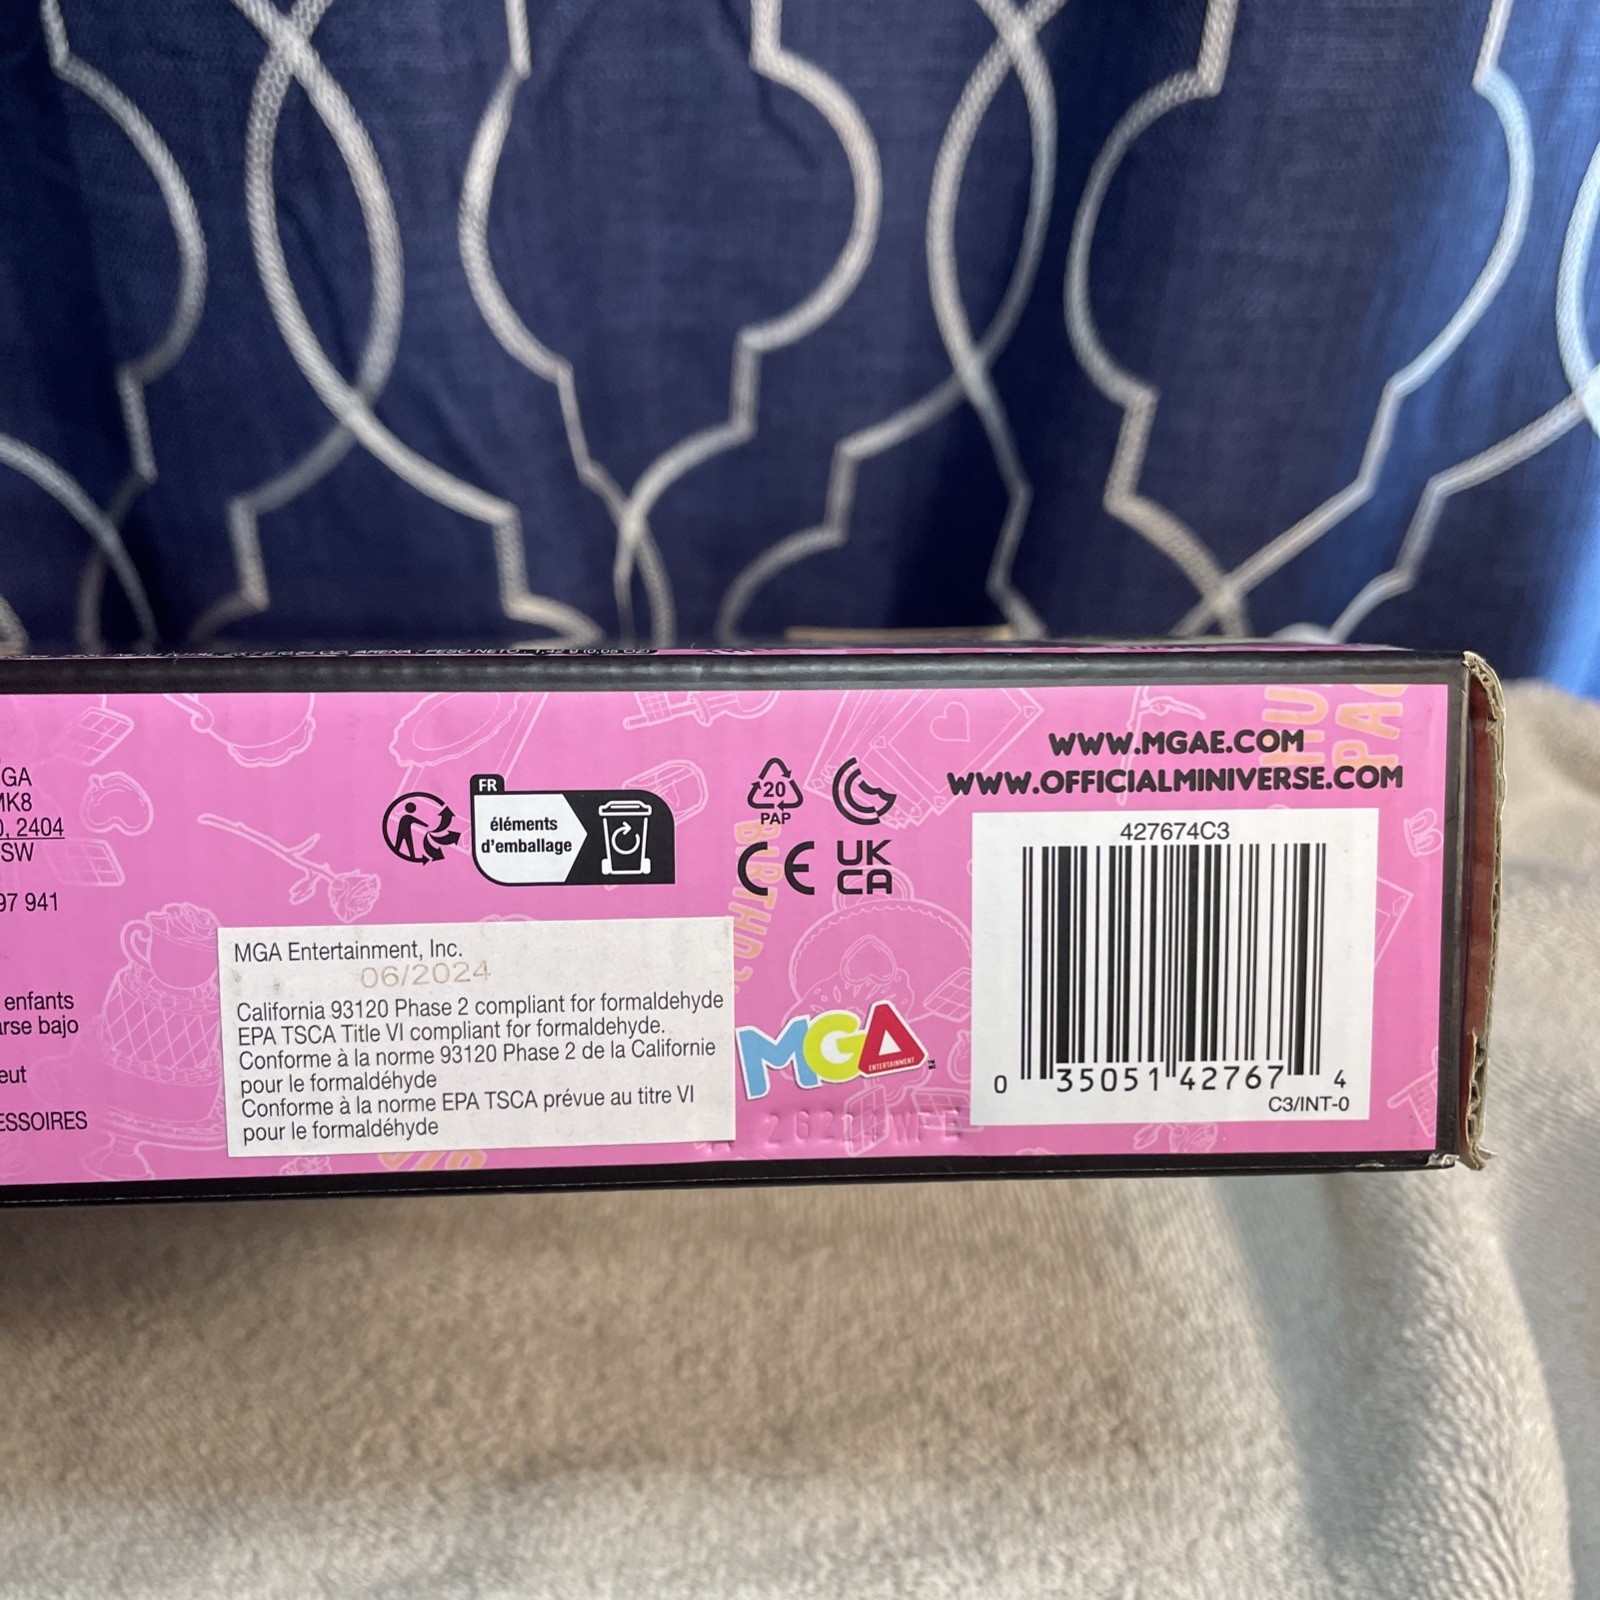 GA
MK8
, 2404
SW
97 941
enfants
arse bajo
eut
ESSOIRES
FR
éléments
d'emballage
20
PAP
CE
UK
CA
MGA Entertainment, Inc.
06/2024
California 93120 Phase 2 compliant for formaldehyde
EPA TSCA Title VI compliant for formaldehyde.
Conforme à la norme 93120 Phase 2 de la Californie
pour le formaldéhyde
Conforme à la norme EPA TSCA prévue au titre VI
pour le formaldéhyde
MGA
ENTERTAINMENT
WWW.MGAE.COM
WWW.OFFICIALMINIVERSE.COM
427674C3
0 35051 42767 4
C3/INT-0